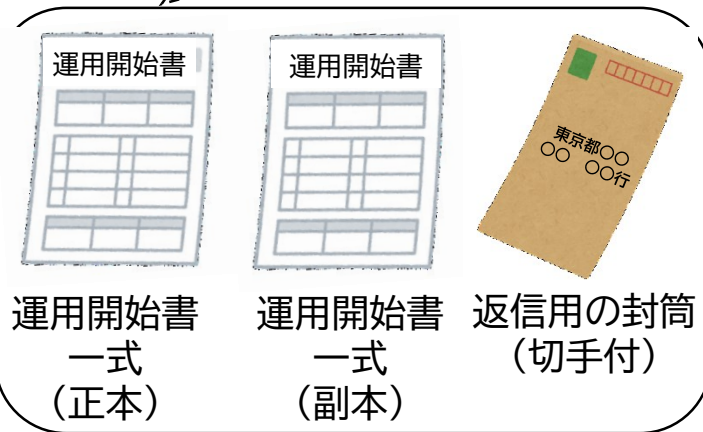 運用開始書
運用開始書
東京都○○
○○ ○○行
運用開始書
一式
（正本）
運用開始書
一式
（副本）
返信用の封筒
（切手付）